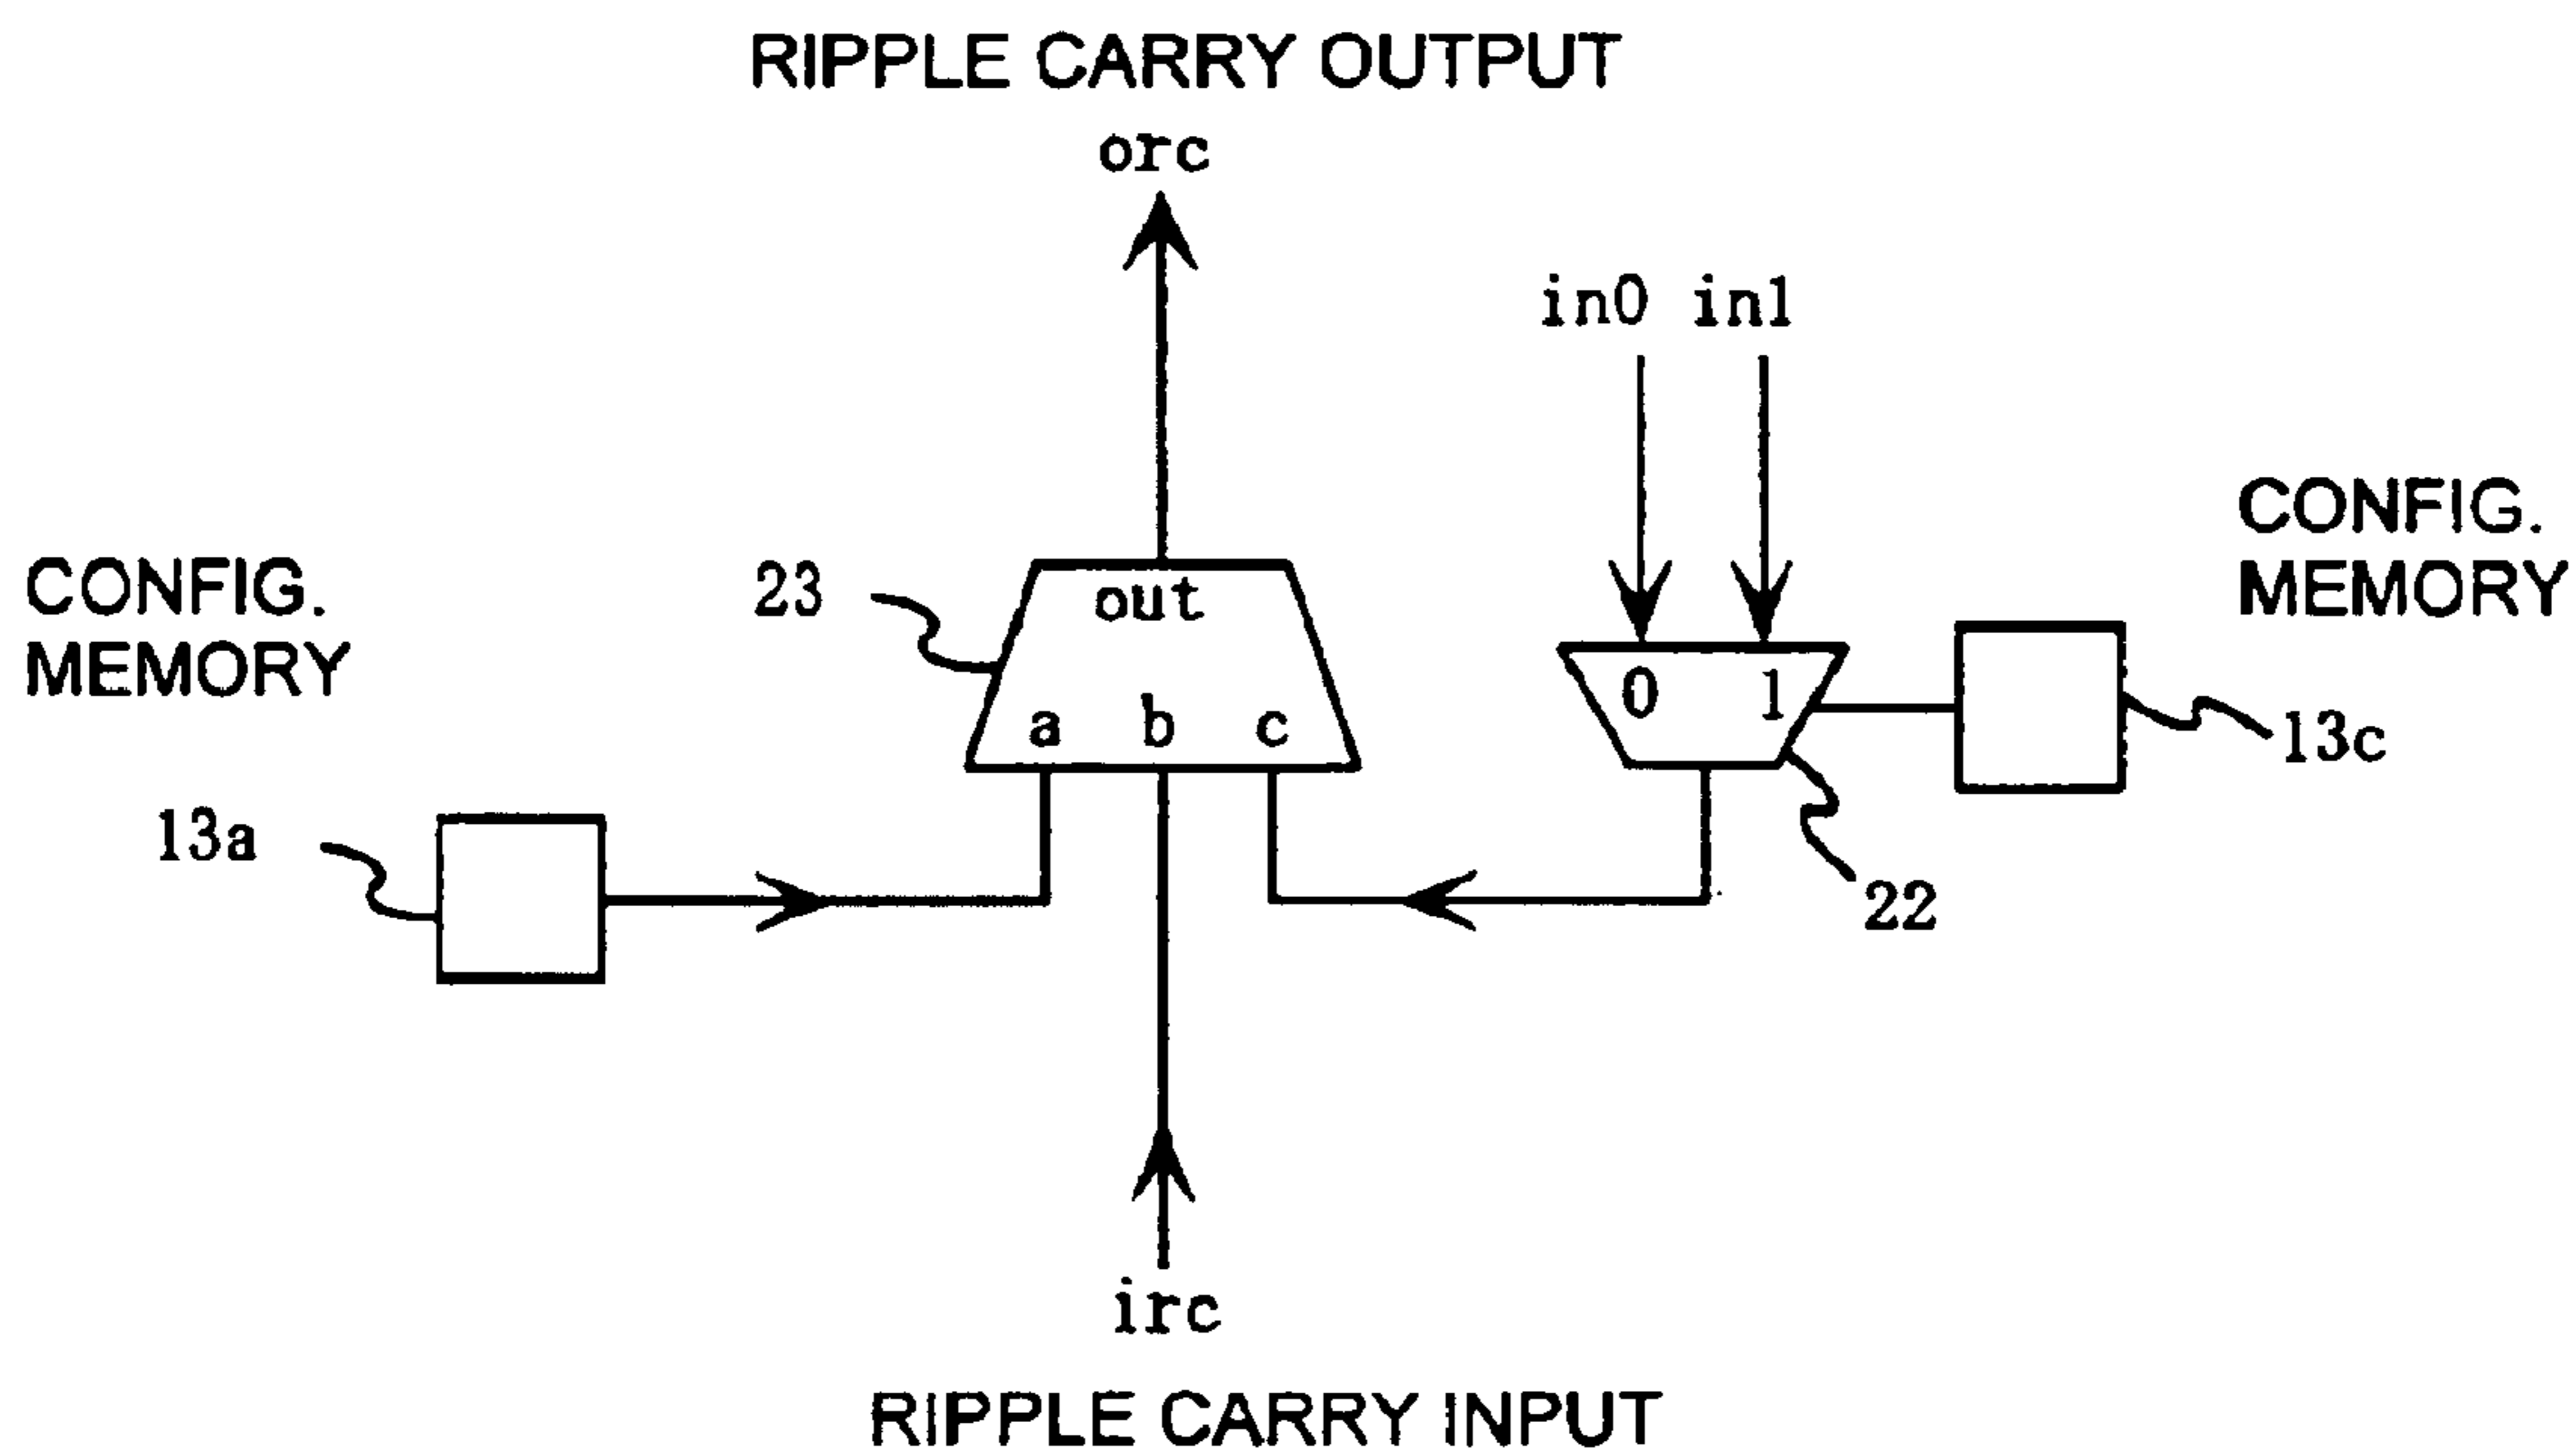 RIPPLE CARRY OUTPUT
orc
in0 in1
CONFIG.
MEMORY
CONFIG.
MEMORY
23
out
0 1
a b c
13c
13a
22
irc
RIPPLE CARRY INPUT